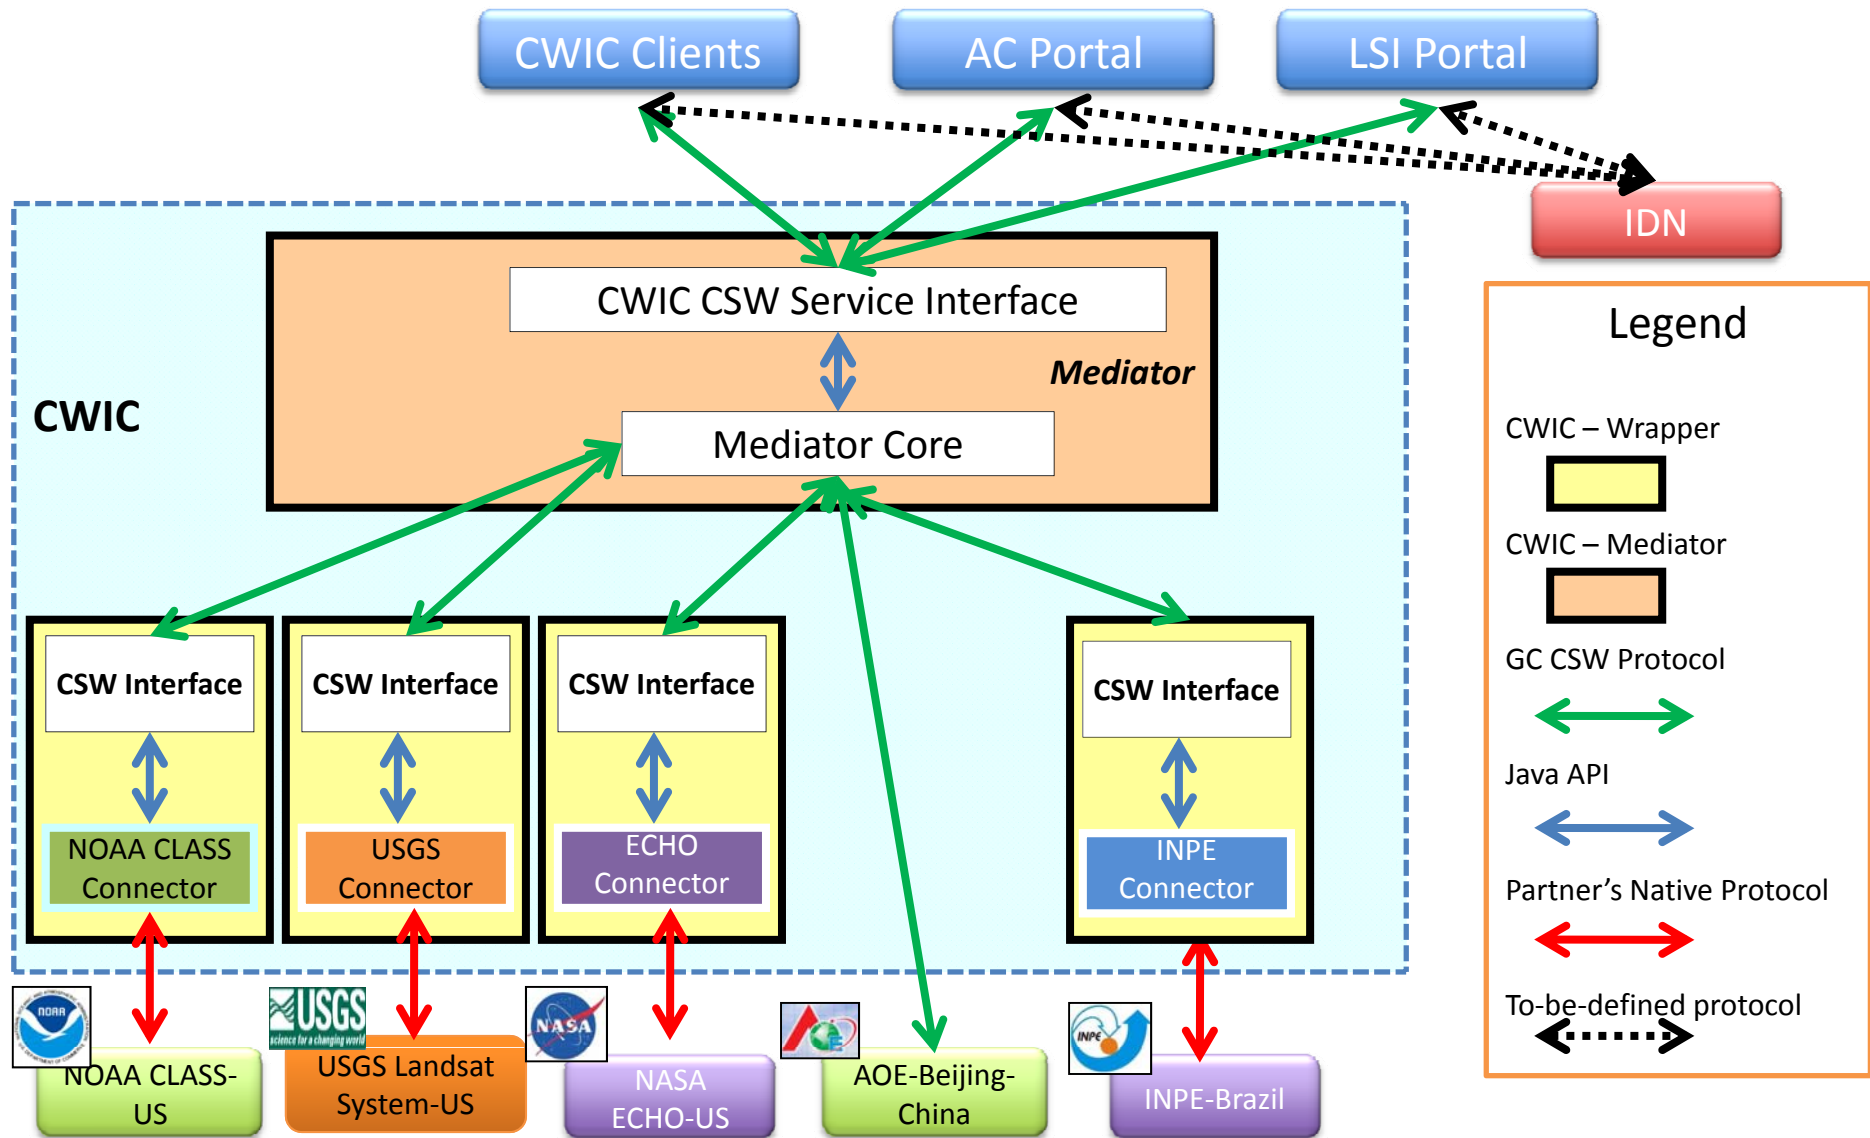 CWIC Clients
AC Portal
LSI Portal
IDN
CWIC CSW Service Interface
Mediator
CWIC
Mediator Core
CSW Interface
CSW Interface
CSW Interface
CSW Interface
NOAA CLASS
Connector
USGS
Connector
ECHO
Connector
INPE
Connector
NOAA
USGS
science for a changing world
NASA
INPE
NOAA CLASS-
US
USGS Landsat
System-US
NASA
ECHO-US
AOE-Beijing-
China
INPE-Brazil
Legend
CWIC – Wrapper
CWIC – Mediator
GC CSW Protocol
Java API
Partner's Native Protocol
To-be-defined protocol